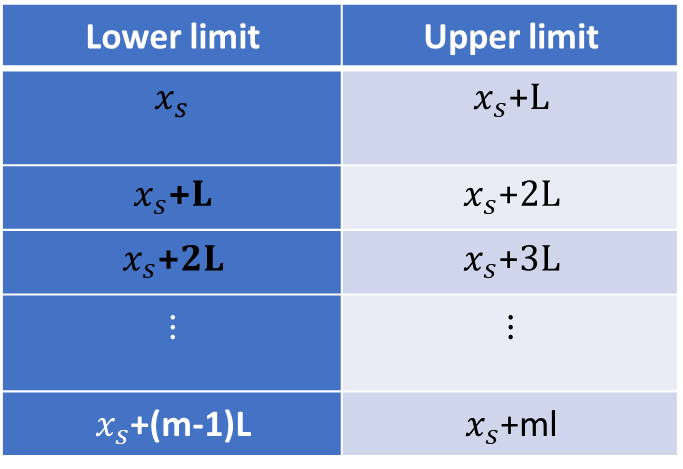 Lower limit Upper limit
xₛ xₛ+L
xₛ+L xₛ+2L
xₛ+2L xₛ+3L
⋮ ⋮
xₛ+(m-1)L xₛ+ml